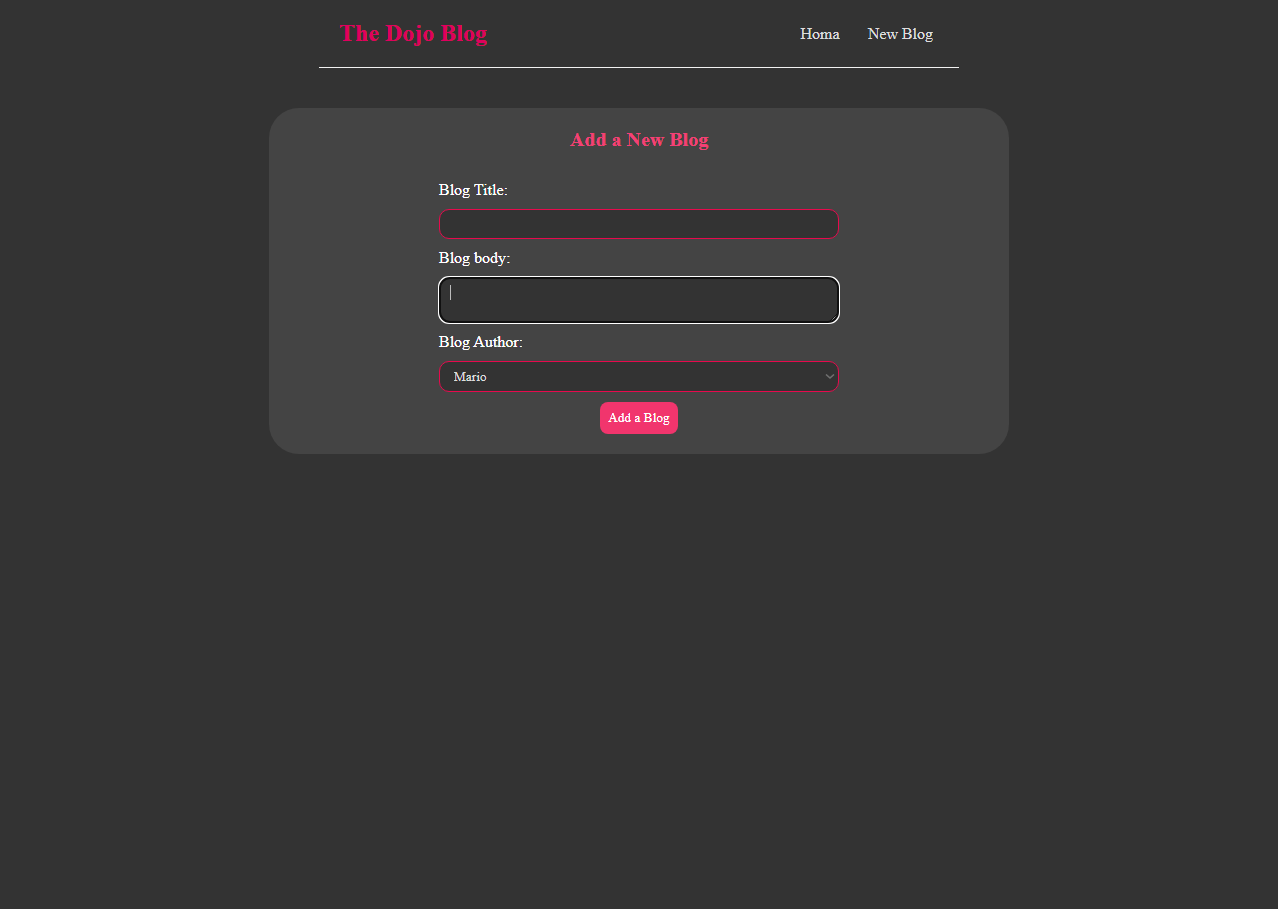 The Dojo Blog
Homa New Blog
Add a New Blog
Blog Title:
Blog body:
Blog Author:
Mario
Add a Blog